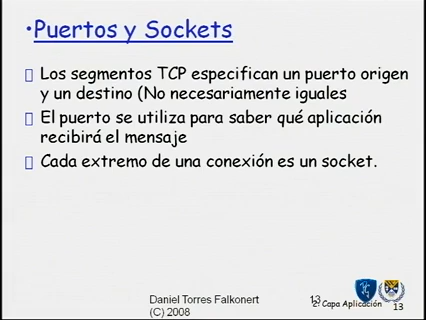 •Puertos y Sockets
Los segmentos TCP especifican un puerto origen
y un destino (No necesariamente iguales
El puerto se utiliza para saber qué aplicación
recibirá el mensaje
Cada extremo de una conexión es un socket.
Daniel Torres Falkonert
(C) 2008
13
2: Capa Aplicación
13